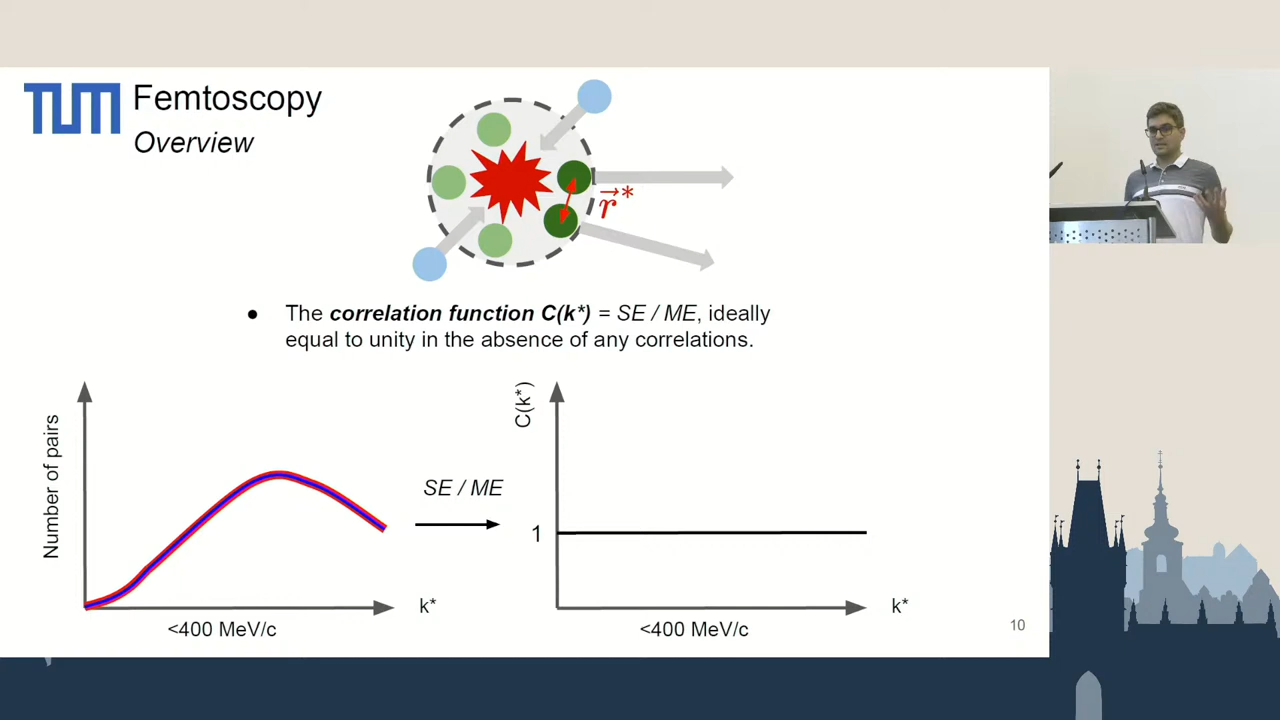 TUM
Femtoscopy
Overview
r*
● The correlation function C(k*) = SE / ME, ideally
equal to unity in the absence of any correlations.
Number of pairs
k*
<400 MeV/c
SE / ME
C(k*)
1
k*
<400 MeV/c
10